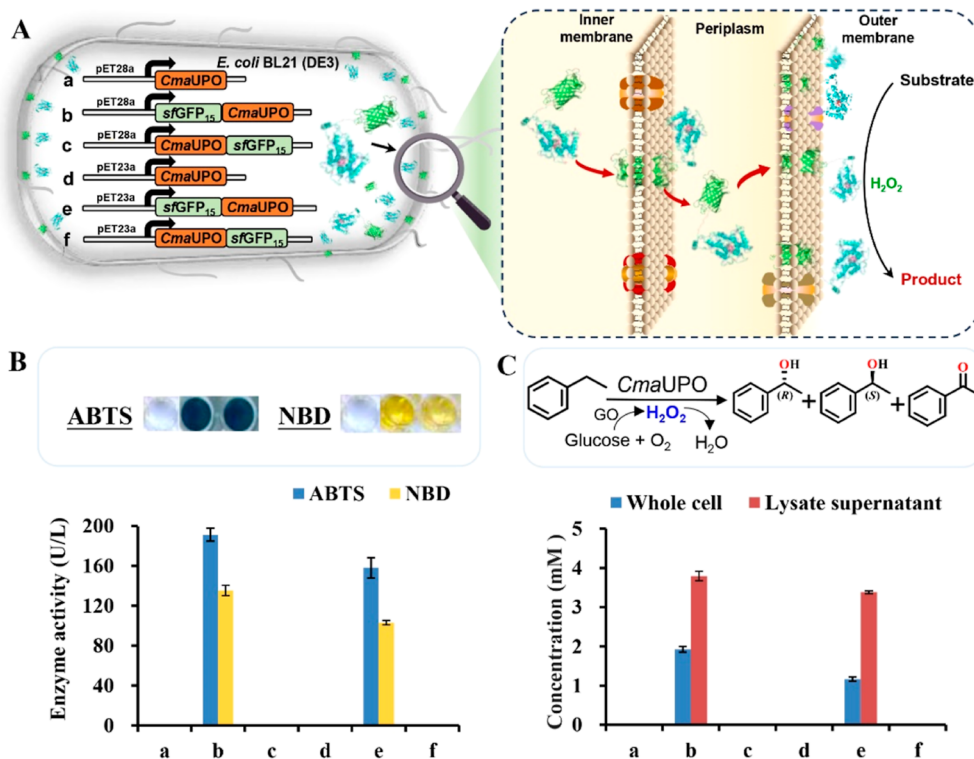 A
E. coli BL21 (DE3)
a pET28a CmaUPO
b pET28a sfGFP15 CmaUPO
c pET28a CmaUPO sfGFP15
d pET23a CmaUPO
e pET23a sfGFP15 CmaUPO
f pET23a CmaUPO sfGFP15
Inner membrane
Periplasm
Outer membrane
Substrate
H2O2
Product
B
ABTS NBD
ABTS NBD
Enzyme activity (U/L)
200
160
120
80
40
0
a b c d e f
C
CmaUPO
GO H2O2
Glucose + O2 H2O
OH
(R)
+
OH
(S)
+
O
Whole cell Lysate supernatant
Concentration (mM )
5
4
3
2
1
0
a b c d e f